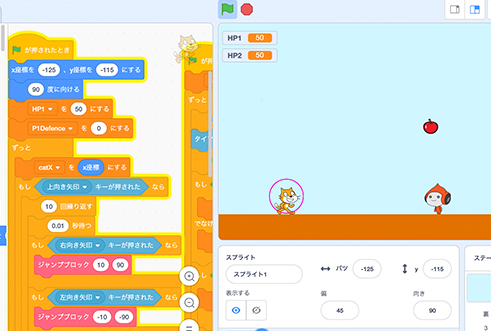 が押されたとき
x座標を -125 、y座標を -115 にする
90 度に向ける
HP1 を 50 にする
P1Defence を 0 にする
ずっと
catX を x座標 にする
もし 上向き矢印 キーが押された なら
10 回繰り返す
0.01 秒待つ
もし 右向き矢印 キーが押された なら
ジャンプブロック 10 90
もし 左向き矢印 キーが押された なら
ジャンプブロック -10 -90
が押
ずっと
クイ
もし
でなけ
もし
HP1 50
HP2 50
スプライト
スプライト1
x -125
y -115
表示する
45
向き
90
ステー